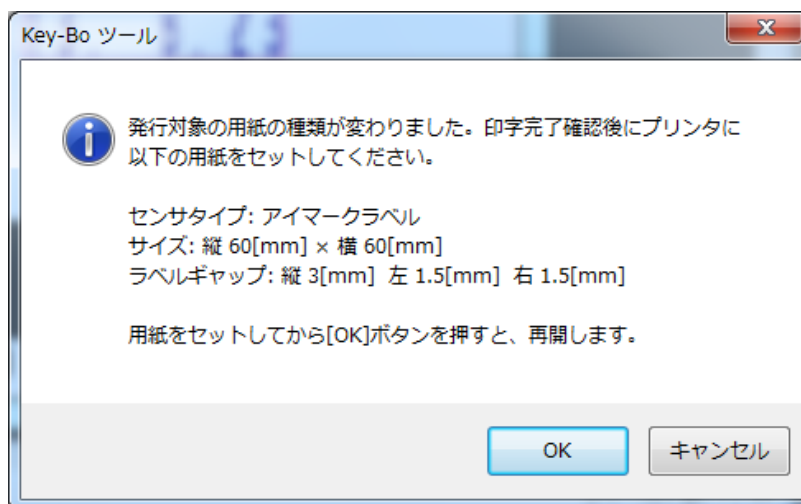 Key-Bo ツール
発行対象の用紙の種類が変わりました。印字完了確認後にプリンタに
以下の用紙をセットしてください。
センサタイプ: アイマークラベル
サイズ: 縦 60[mm] × 横 60[mm]
ラベルギャップ: 縦 3[mm] 左 1.5[mm] 右 1.5[mm]
用紙をセットしてから[OK]ボタンを押すと、再開します。
OK
キャンセル